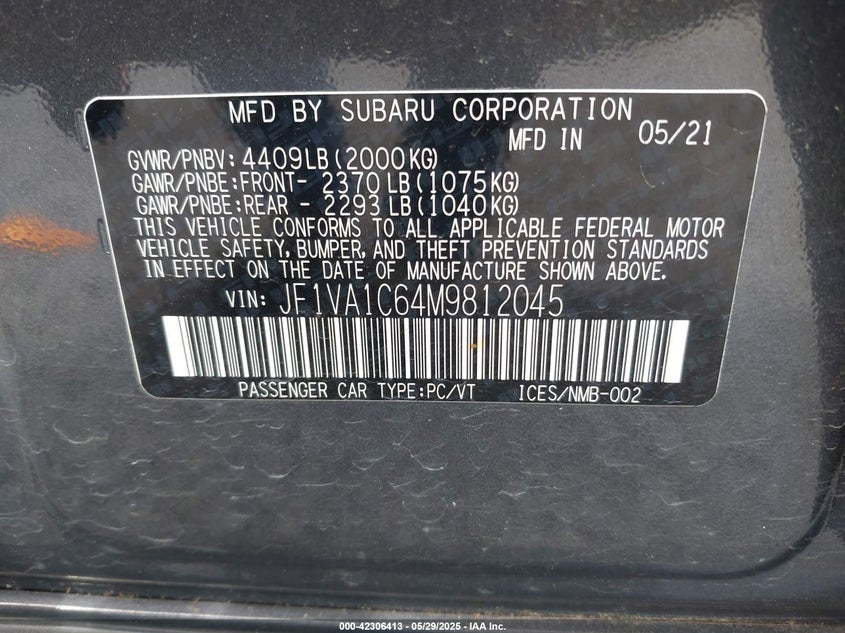 MFD BY SUBARU CORPORATION
MFD IN 05/21
GVWR/PNBV: 4409LB(2000KG)
GAWR/PNBE:FRONT- 2370 LB(1075KG)
GAWR/PNBE:REAR - 2293 LB(1040KG)
THIS VEHICLE CONFORMS TO ALL APPLICABLE FEDERAL MOTOR
VEHICLE SAFETY, BUMPER, AND THEFT PREVENTION STANDARDS
IN EFFECT ON THE DATE OF MANUFACTURE SHOWN ABOVE.
VIN: JF1VA1C64M9812045
PASSENGER CAR TYPE:PC/VT ICES/NMB-002
000-42306413 - 05/29/2025 - IAA Inc.